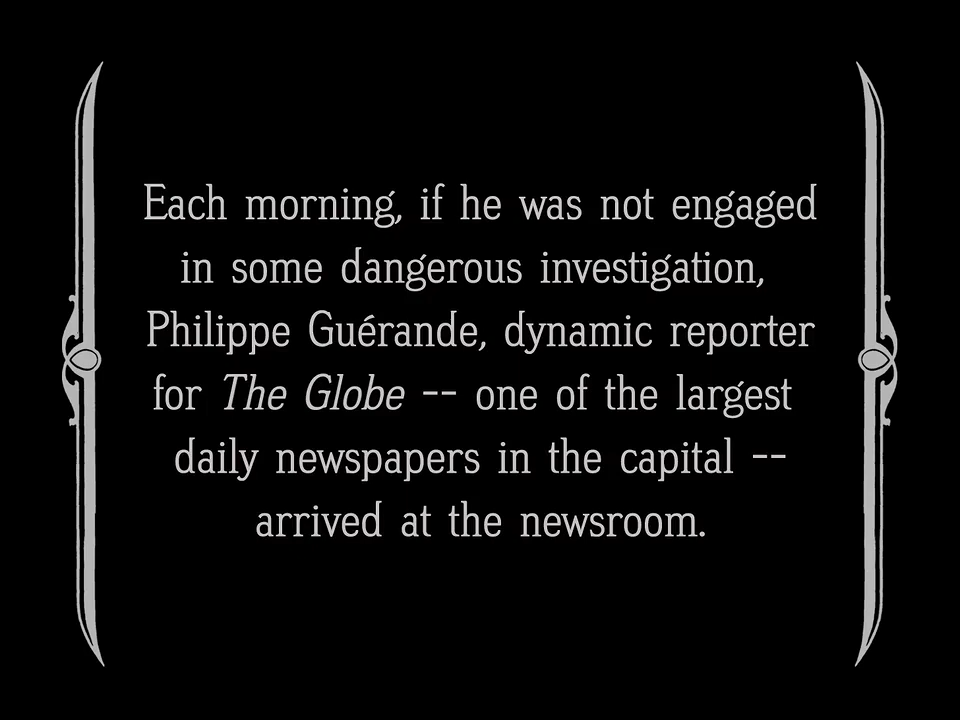 Each morning, if he was not engaged
in some dangerous investigation,
Philippe Guérande, dynamic reporter
for The Globe -- one of the largest
daily newspapers in the capital --
arrived at the newsroom.